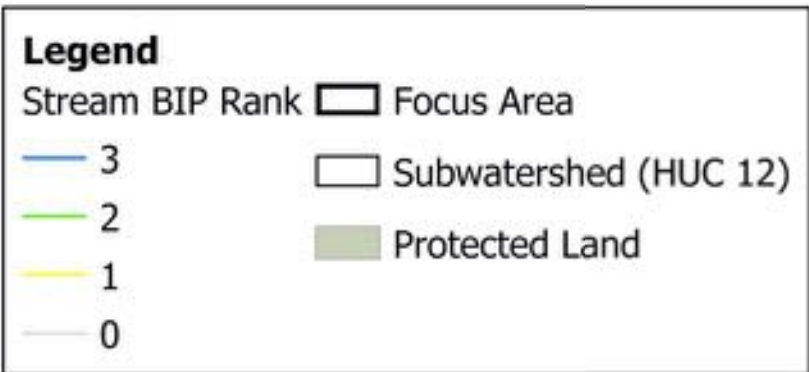 Legend
Stream BIP Rank
3
2
1
0
Focus Area
Subwatershed (HUC 12)
Protected Land